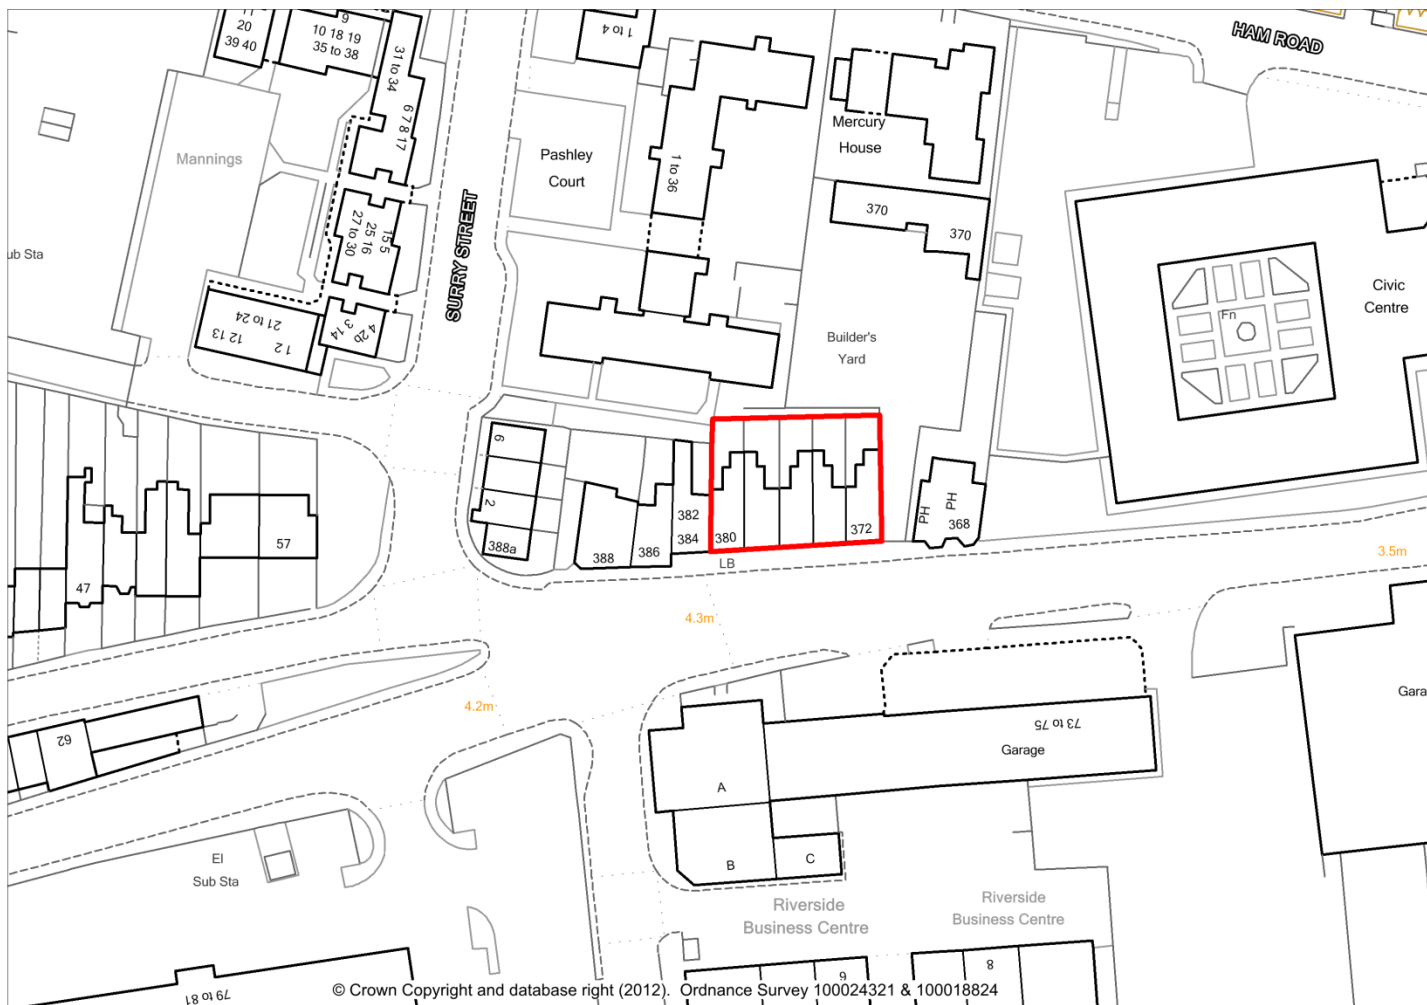 20
39 40
9
10 18 19
35 to 38
31 to 34
6 7 8 17
1 to 4
HAM ROAD
Mannings
Pashley
Court
1 to 36
Mercury
House
370
370
15 5
25 16
27 to 30
SURRY STREET
ub Sta
Civic
Centre
Fn
21 to 24
12 13
1 2
4 2b
3 14
Builder's
Yard
6
2
388a
388
386
382
384
380
372
LB
PH
PH
368
57
47
3.5m
4.3m
4.2m
62
73 to 75
Garage
Gara
A
B
C
El
Sub Sta
Riverside
Business Centre
Riverside
Business Centre
79 to 81
8
© Crown Copyright and database right (2012). Ordnance Survey 100024321 & 100018824